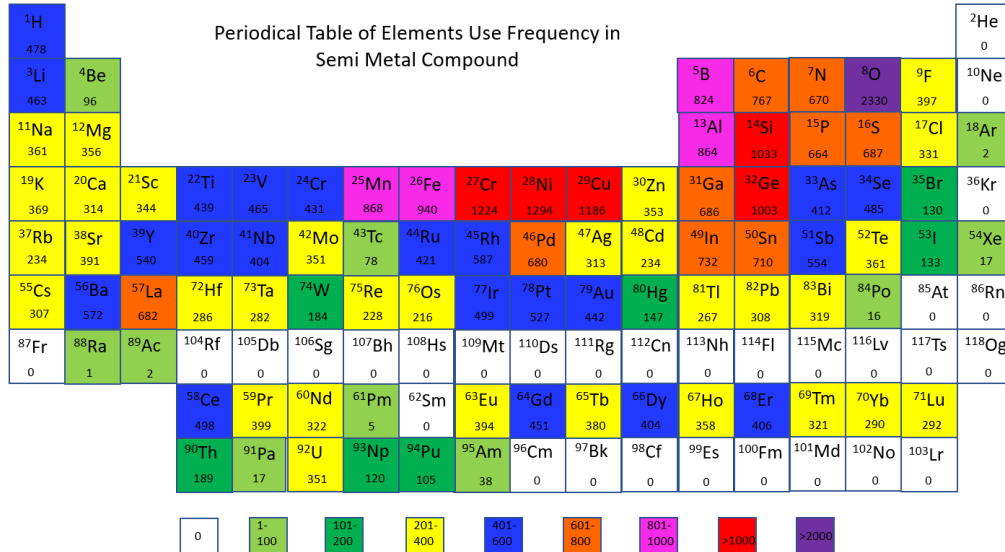 Periodical Table of Elements Use Frequency in
Semi Metal Compound
1H 2He
478 0
3Li 4Be 5B 6C 7N 8O 9F 10Ne
463 96 824 767 670 2330 397 0
11Na 12Mg 13Al 14Si 15P 16S 17Cl 18Ar
361 356 864 1033 664 687 331 2
19K 20Ca 21Sc 22Ti 23V 24Cr 25Mn 26Fe 27Cr 28Ni 29Cu 30Zn 31Ga 32Ge 33As 34Se 35Br 36Kr
369 314 344 439 465 431 868 940 1224 1294 1186 353 686 1003 412 485 130 0
37Rb 38Sr 39Y 40Zr 41Nb 42Mo 43Tc 44Ru 45Rh 46Pd 47Ag 48Cd 49In 50Sn 51Sb 52Te 53I 54Xe
234 391 540 459 404 351 78 421 587 680 313 234 732 710 554 361 133 17
55Cs 56Ba 57La 72Hf 73Ta 74W 75Re 76Os 77Ir 78Pt 79Au 80Hg 81Tl 82Pb 83Bi 84Po 85At 86Rn
307 572 682 286 282 184 228 216 499 527 442 147 267 308 319 16 0 0
87Fr 88Ra 89Ac 104Rf 105Db 106Sg 107Bh 108Hs 109Mt 110Ds 111Rg 112Cn 113Nh 114Fl 115Mc 116Lv 117Ts 118Og
0 1 2 0 0 0 0 0 0 0 0 0 0 0 0 0 0 0
58Ce 59Pr 60Nd 61Pm 62Sm 63Eu 64Gd 65Tb 66Dy 67Ho 68Er 69Tm 70Yb 71Lu
498 399 322 5 0 394 451 380 404 358 406 321 290 292
90Th 91Pa 92U 93Np 94Pu 95Am 96Cm 97Bk 98Cf 99Es 100Fm 101Md 102No 103Lr
189 17 351 120 105 38 0 0 0 0 0 0 0 0
0 1-100 101-200 201-400 401-600 601-800 801-1000 >1000 >2000